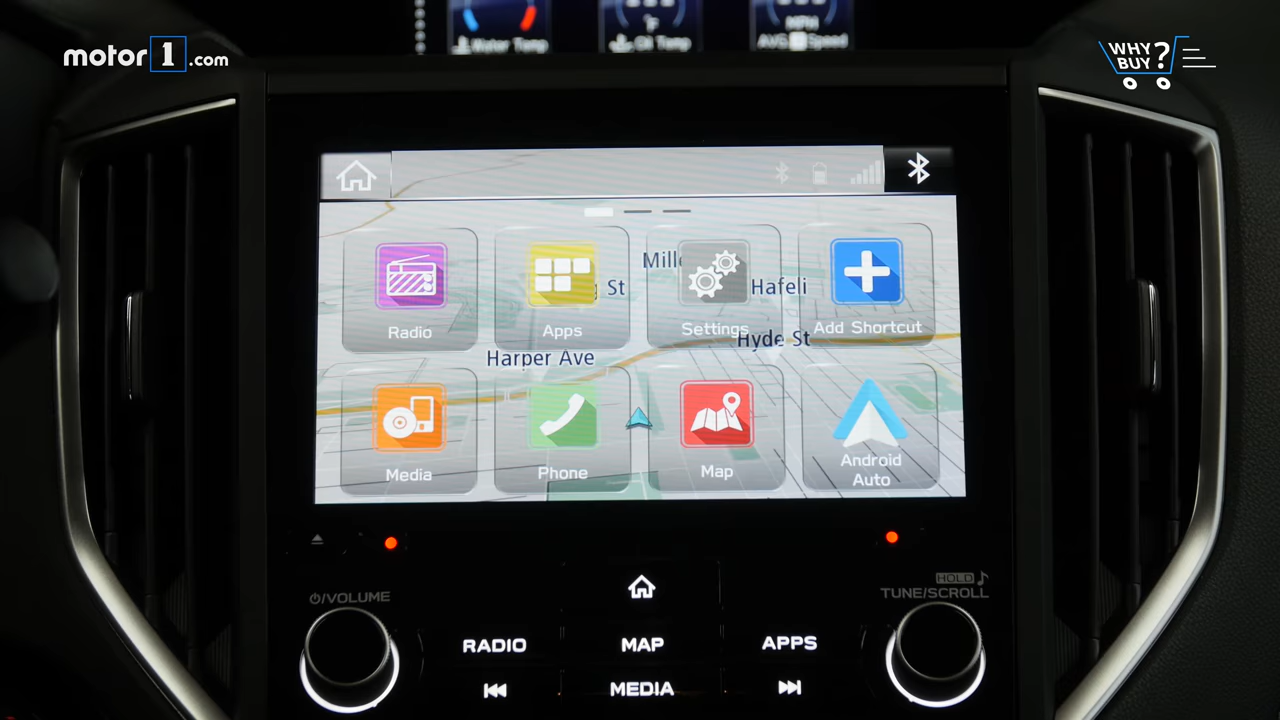 motor1.com
WHY BUY?
Water Temp
°F
Oil Temp
MPH
AVG Speed
Mill
St
Hafeli
Radio
Apps
Settings
Add Shortcut
Hyde St
Harper Ave
Media
Phone
Map
Android Auto
HOLD
/VOLUME
TUNE/SCROLL
RADIO
MAP
APPS
MEDIA